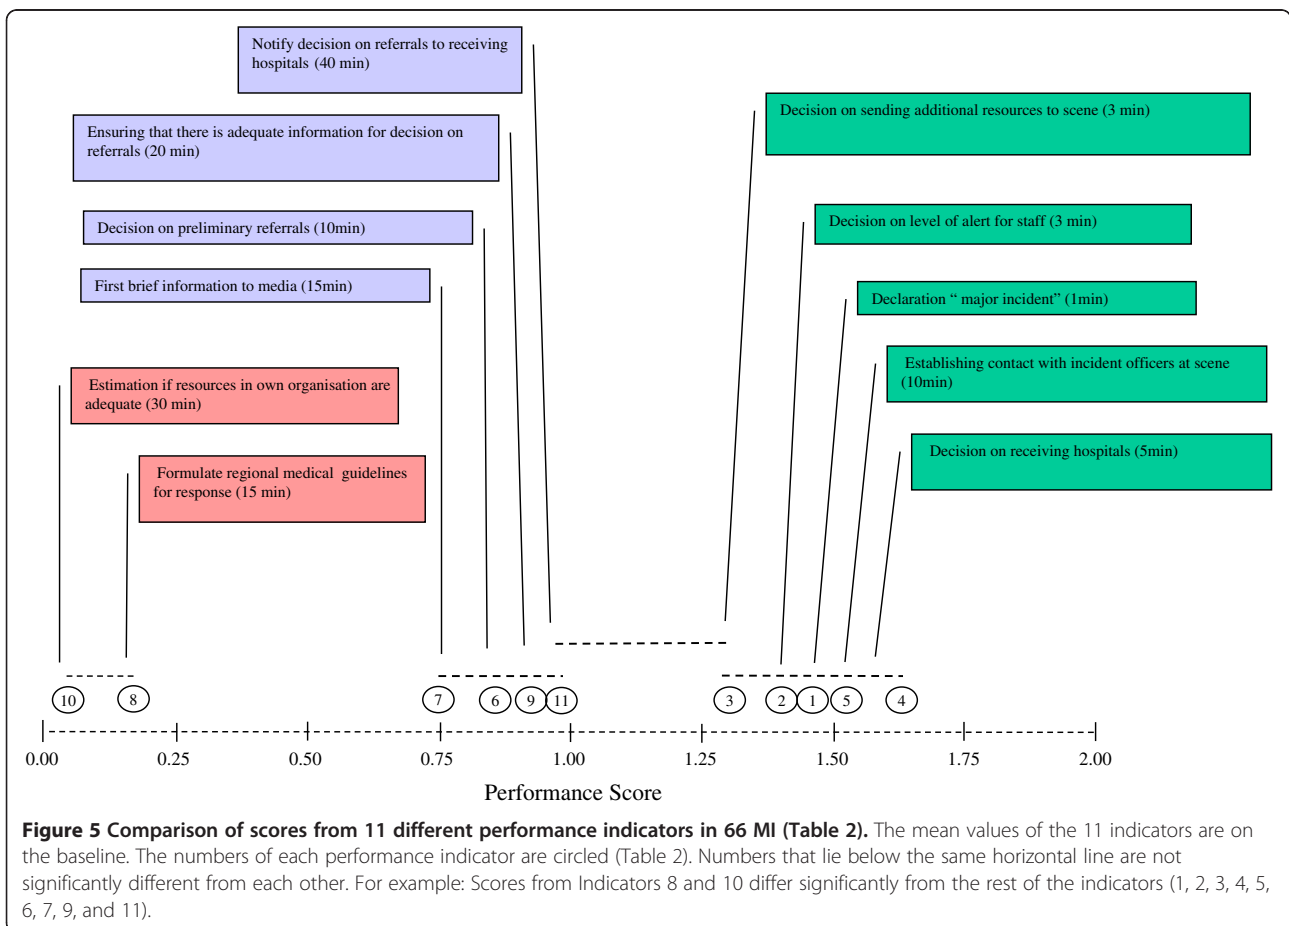 Notify decision on referrals to receiving
hospitals (40 min)
Ensuring that there is adequate information for decision on
referrals (20 min)
Decision on preliminary referrals (10min)
First brief information to media (15min)
Estimation if resources in own organisation are
adequate (30 min)
Formulate regional medical guidelines
for response (15 min)
Decision on sending additional resources to scene (3 min)
Decision on level of alert for staff (3 min)
Declaration “ major incident” (1min)
Establishing contact with incident officers at scene
(10min)
Decision on receiving hospitals (5min)
10 8 7 6 9 11 3 2 1 5 4
0.00 0.25 0.50 0.75 1.00 1.25 1.50 1.75 2.00
Performance Score
Figure 5 Comparison of scores from 11 different performance indicators in 66 MI (Table 2). The mean values of the 11 indicators are on
the baseline. The numbers of each performance indicator are circled (Table 2). Numbers that lie below the same horizontal line are not
significantly different from each other. For example: Scores from Indicators 8 and 10 differ significantly from the rest of the indicators (1, 2, 3, 4, 5,
6, 7, 9, and 11).